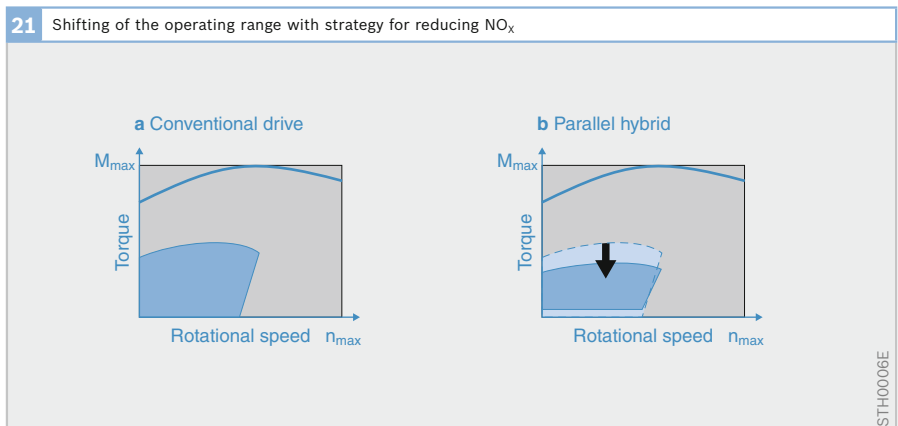 21 Shifting of the operating range with strategy for reducing NOx
a Conventional drive
Mmax
Torque
Rotational speed nmax
b Parallel hybrid
Mmax
Torque
Rotational speed nmax
STH0006E